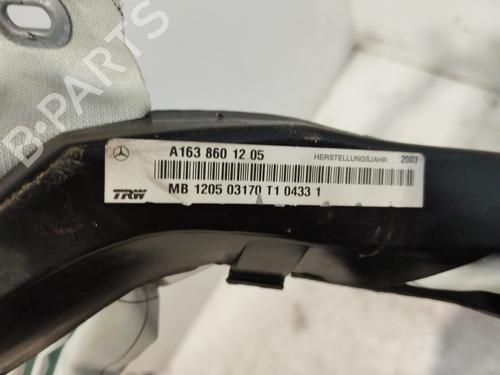 B-PARTS
A163 860 12 05
HERSTELLUNGSJAHR 2003
TRW
MB 1205 03170 T1 0433 1